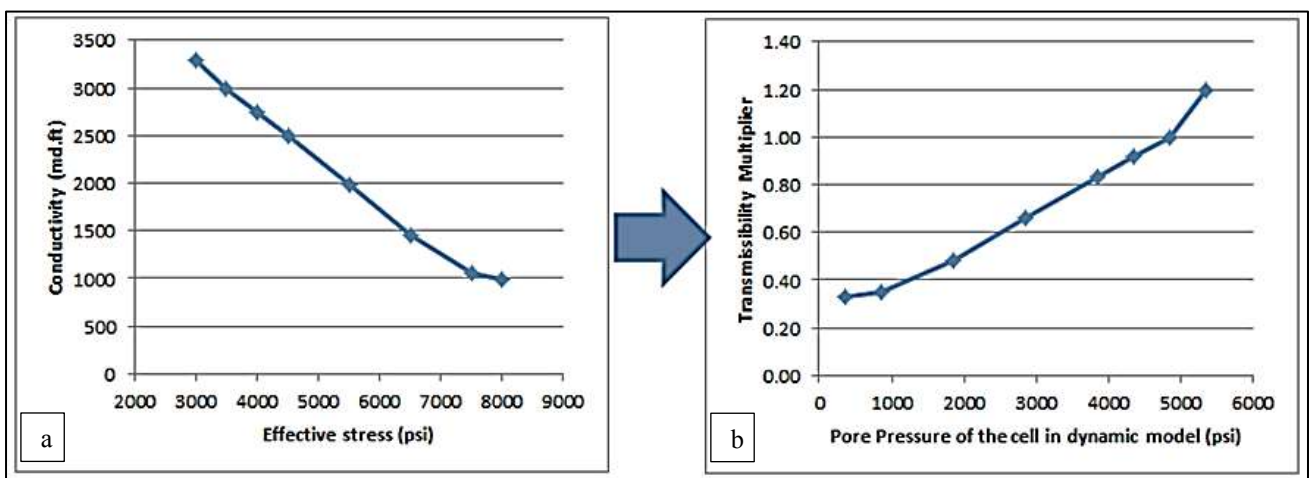 Conductivity (md.ft)
3500
3000
2500
2000
1500
1000
500
0
2000 3000 4000 5000 6000 7000 8000 9000
Effective stress (psi)
a
Transmissibility Multiplier
1.40
1.20
1.00
0.80
0.60
0.40
0.20
0.00
0 1000 2000 3000 4000 5000 6000
Pore Pressure of the cell in dynamic model (psi)
b